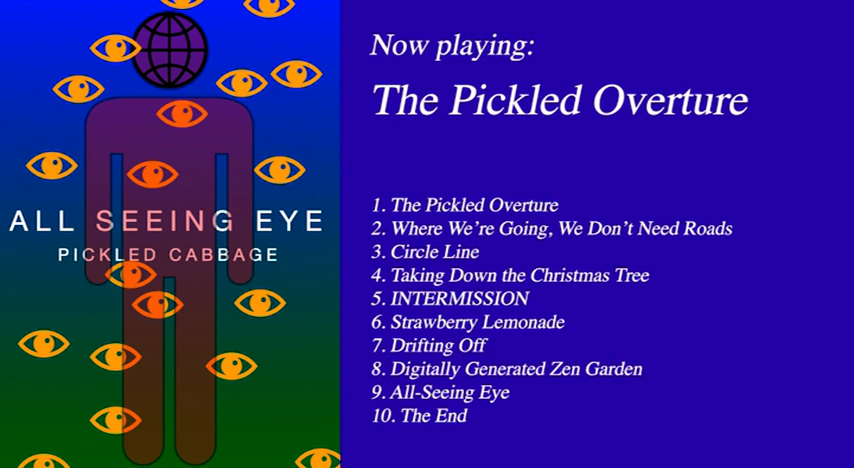 ALL SEEING EYE
PICKLED CABBAGE
Now playing:
The Pickled Overture
1. The Pickled Overture
2. Where We're Going, We Don't Need Roads
3. Circle Line
4. Taking Down the Christmas Tree
5. INTERMISSION
6. Strawberry Lemonade
7. Drifting Off
8. Digitally Generated Zen Garden
9. All-Seeing Eye
10. The End